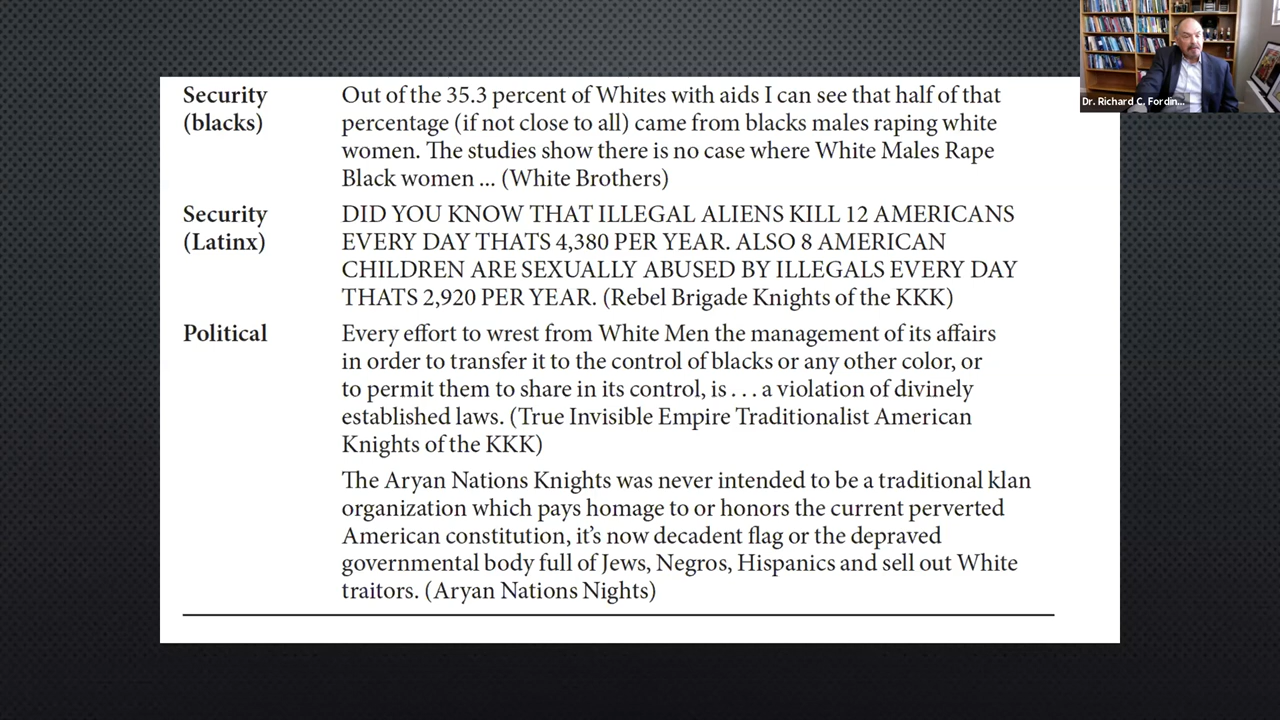 Security
(blacks)
Out of the 35.3 percent of Whites with aids I can see that half of that
percentage (if not close to all) came from blacks males raping white
women. The studies show there is no case where White Males Rape
Black women ... (White Brothers)
Security
(Latinx)
DID YOU KNOW THAT ILLEGAL ALIENS KILL 12 AMERICANS
EVERY DAY THATS 4,380 PER YEAR. ALSO 8 AMERICAN
CHILDREN ARE SEXUALLY ABUSED BY ILLEGALS EVERY DAY
THATS 2,920 PER YEAR. (Rebel Brigade Knights of the KKK)
Political
Every effort to wrest from White Men the management of its affairs
in order to transfer it to the control of blacks or any other color, or
to permit them to share in its control, is . . . a violation of divinely
established laws. (True Invisible Empire Traditionalist American
Knights of the KKK)
The Aryan Nations Knights was never intended to be a traditional klan
organization which pays homage to or honors the current perverted
American constitution, it's now decadent flag or the depraved
governmental body full of Jews, Negros, Hispanics and sell out White
traitors. (Aryan Nations Nights)
Dr. Richard C. Fordin...